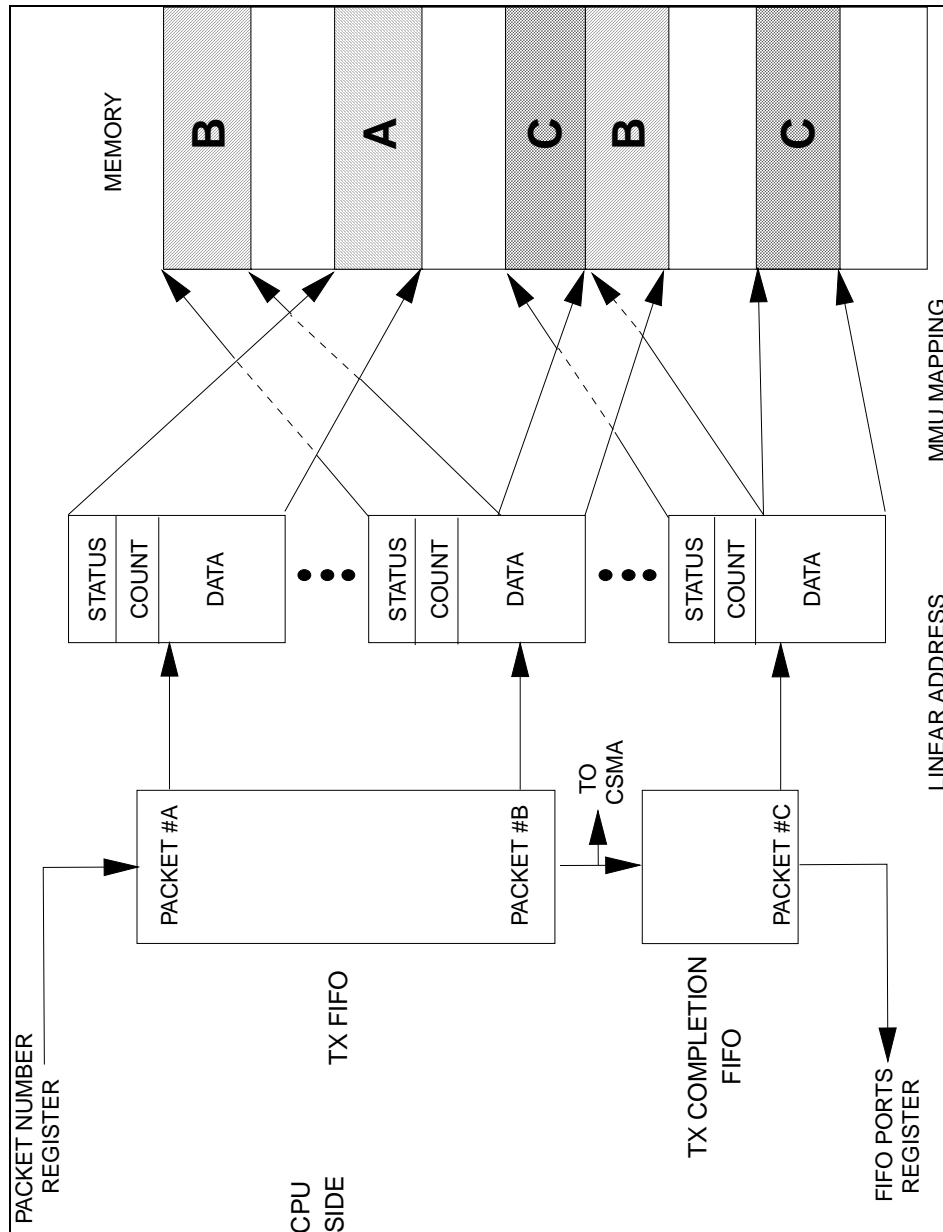 PACKET NUMBER
REGISTER
CPU
SIDE
TX FIFO
PACKET #A
PACKET #B
TO
CSMA
TX COMPLETION
FIFO
PACKET #C
FIFO PORTS
REGISTER
STATUS
COUNT
DATA
STATUS
COUNT
DATA
STATUS
COUNT
DATA
LINEAR ADDRESS
MMU MAPPING
MEMORY
B
A
C
B
C